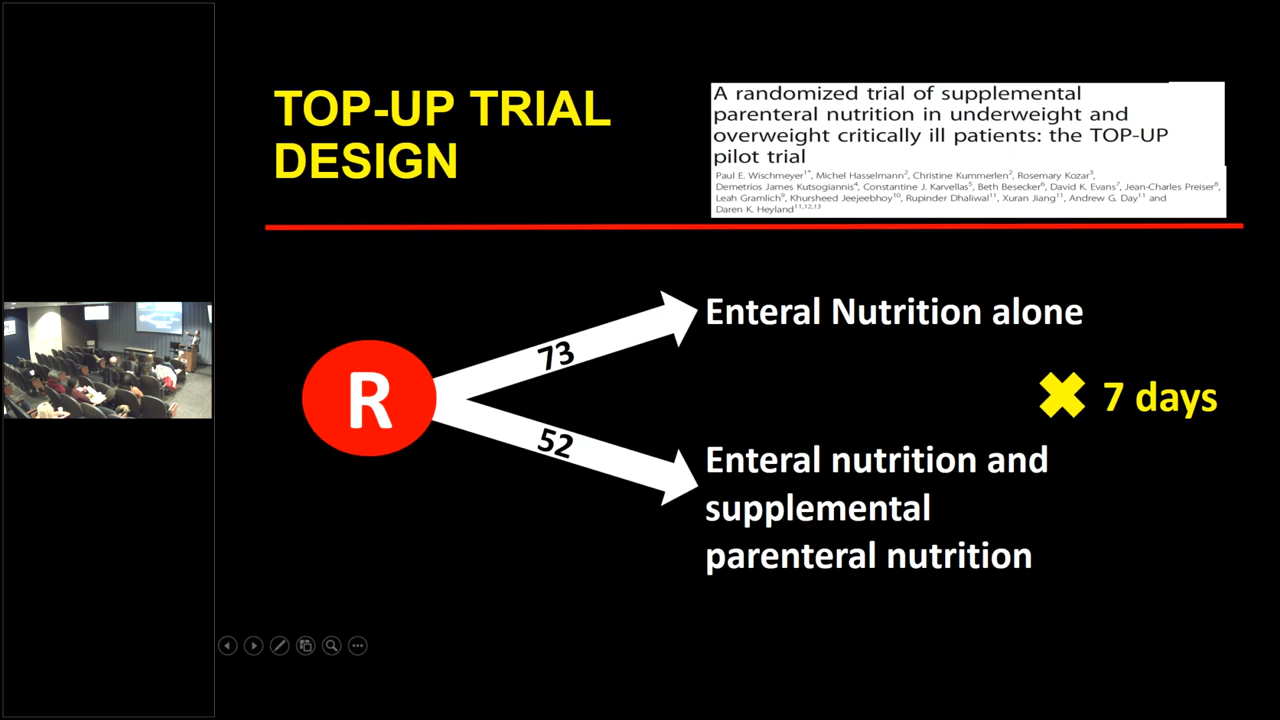 TOP-UP TRIAL
DESIGN
A randomized trial of supplemental
parenteral nutrition in underweight and
overweight critically ill patients: the TOP-UP
pilot trial
Paul E. Wischmeyer1*, Michel Hasselmann2, Christine Kummerlen2, Rosemary Kozar3,
Demetrios James Kutsogiannis4, Constantine J. Karvellas5, Beth Besecker6, David K. Evans7, Jean-Charles Preiser8,
Leah Gramlich9, Khursheed Jeejeebhoy10, Rupinder Dhaliwal11, Xuran Jiang11, Andrew G. Day11 and
Daren K. Heyland11,12,13
R
73
Enteral Nutrition alone
7 days
52
Enteral nutrition and
supplemental
parenteral nutrition